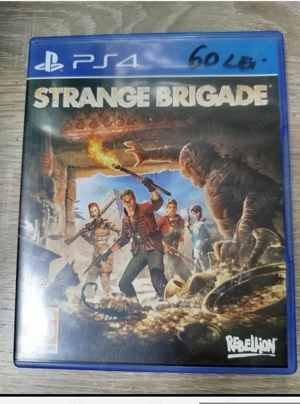 PS4 60 LEI
STRANGE BRIGADE
REBELLION